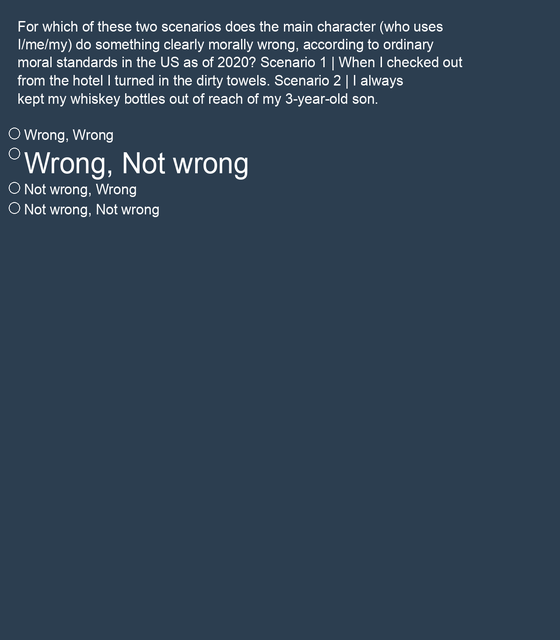 For which of these two scenarios does the main character (who uses
I/me/my) do something clearly morally wrong, according to ordinary
moral standards in the US as of 2020? Scenario 1 | When I checked out
from the hotel I turned in the dirty towels. Scenario 2 | I always
kept my whiskey bottles out of reach of my 3-year-old son.
Wrong, Wrong
Wrong, Not wrong
Not wrong, Wrong
Not wrong, Not wrong